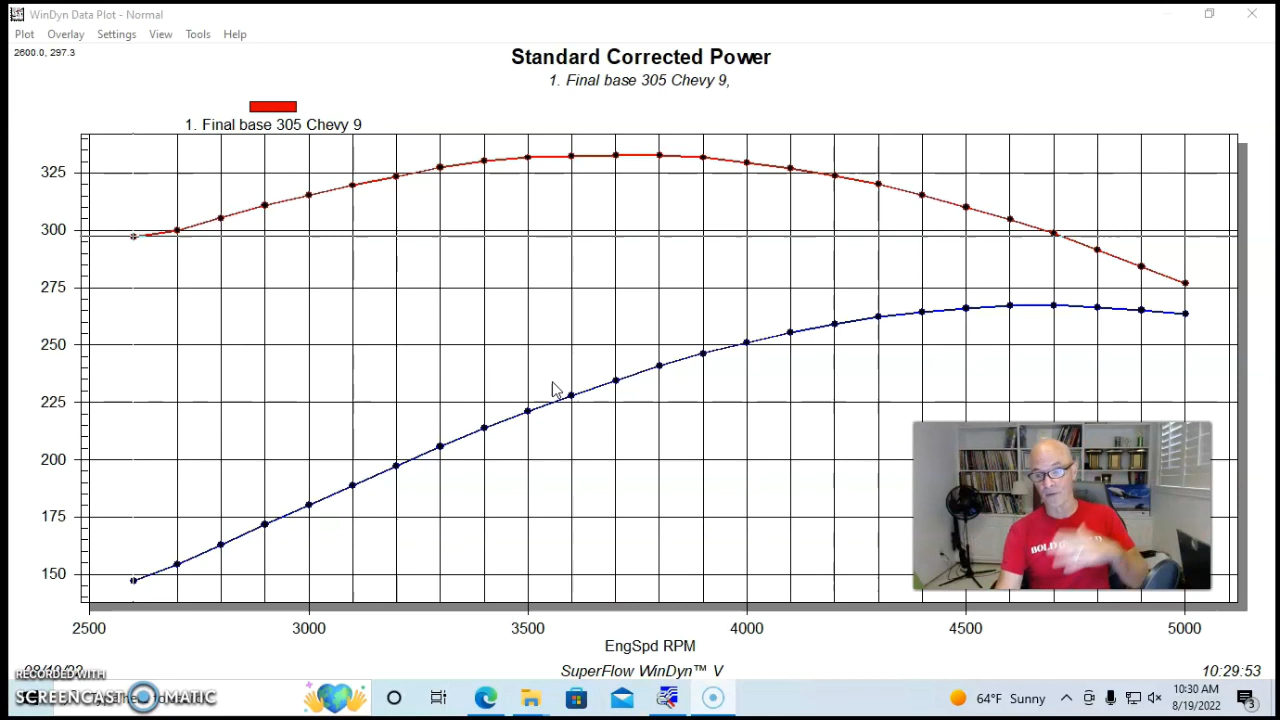 WinDyn Data Plot - Normal
Plot Overlay Settings View Tools Help
2600.0, 297.3
Standard Corrected Power
1. Final base 305 Chevy 9,
1. Final base 305 Chevy 9
325
300
275
250
225
200
175
150
2500 3000 3500 4000 4500 5000
EngSpd RPM
SuperFlow WinDyn™ V
10:29:53
RECORDED WITH
SCREENCAST MATIC
64°F Sunny
10:30 AM
8/19/2022
3
BOLD